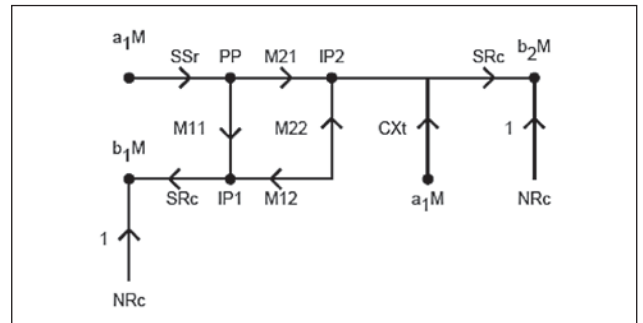 a1M SSr PP M21 IP2 SRc b2M
M11 M22 CXt 1
b1M
SRc IP1 M12 a1M NRc
1
NRc